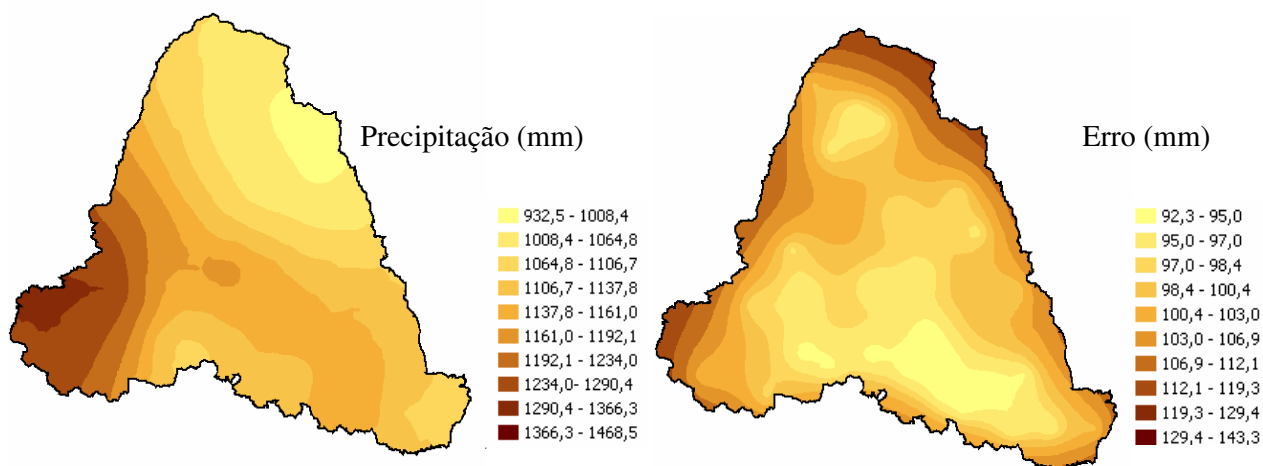 Precipitação (mm)
932,5 - 1008,4
1008,4 - 1064,8
1064,8 - 1106,7
1106,7 - 1137,8
1137,8 - 1161,0
1161,0 - 1192,1
1192,1 - 1234,0
1234,0- 1290,4
1290,4 - 1366,3
1366,3 - 1468,5
Erro (mm)
92,3 - 95,0
95,0 - 97,0
97,0 - 98,4
98,4 - 100,4
100,4 - 103,0
103,0 - 106,9
106,9 - 112,1
112,1 - 119,3
119,3 - 129,4
129,4 - 143,3